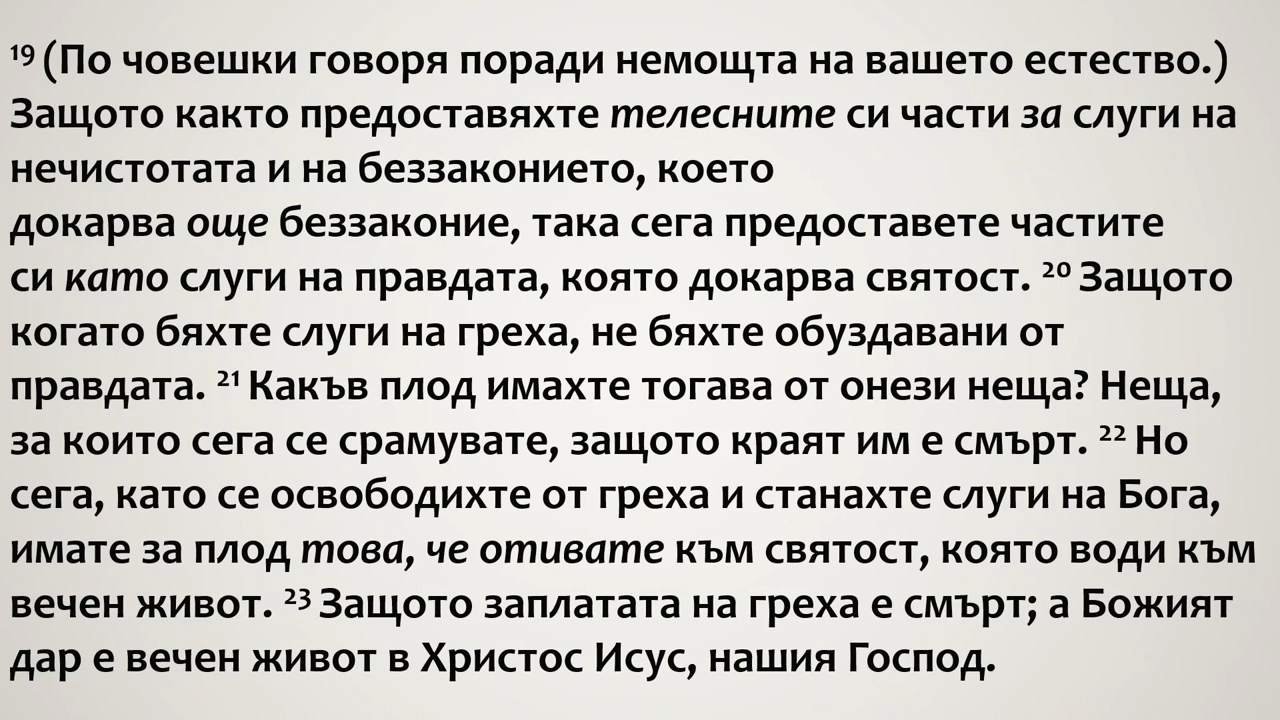 19 (По човешки говоря поради немощта на вашето естество.)
Защото както предоставяхте телесните си части за слуги на
нечистотата и на беззаконието, което
докарва още беззаконие, така сега предоставете частите
си като слуги на правдата, която докарва святост. 20 Защото
когато бяхте слуги на греха, не бяхте обуздавани от
правдата. 21 Какъв плод имахте тогава от онези неща? Неща,
за които сега се срамувате, защото краят им е смърт. 22 Но
сега, като се освободихте от греха и станахте слуги на Бога,
имате за плод това, че отивате към святост, която води към
вечен живот. 23 Защото заплатата на греха е смърт; а Божият
дар е вечен живот в Христос Исус, нашия Господ.